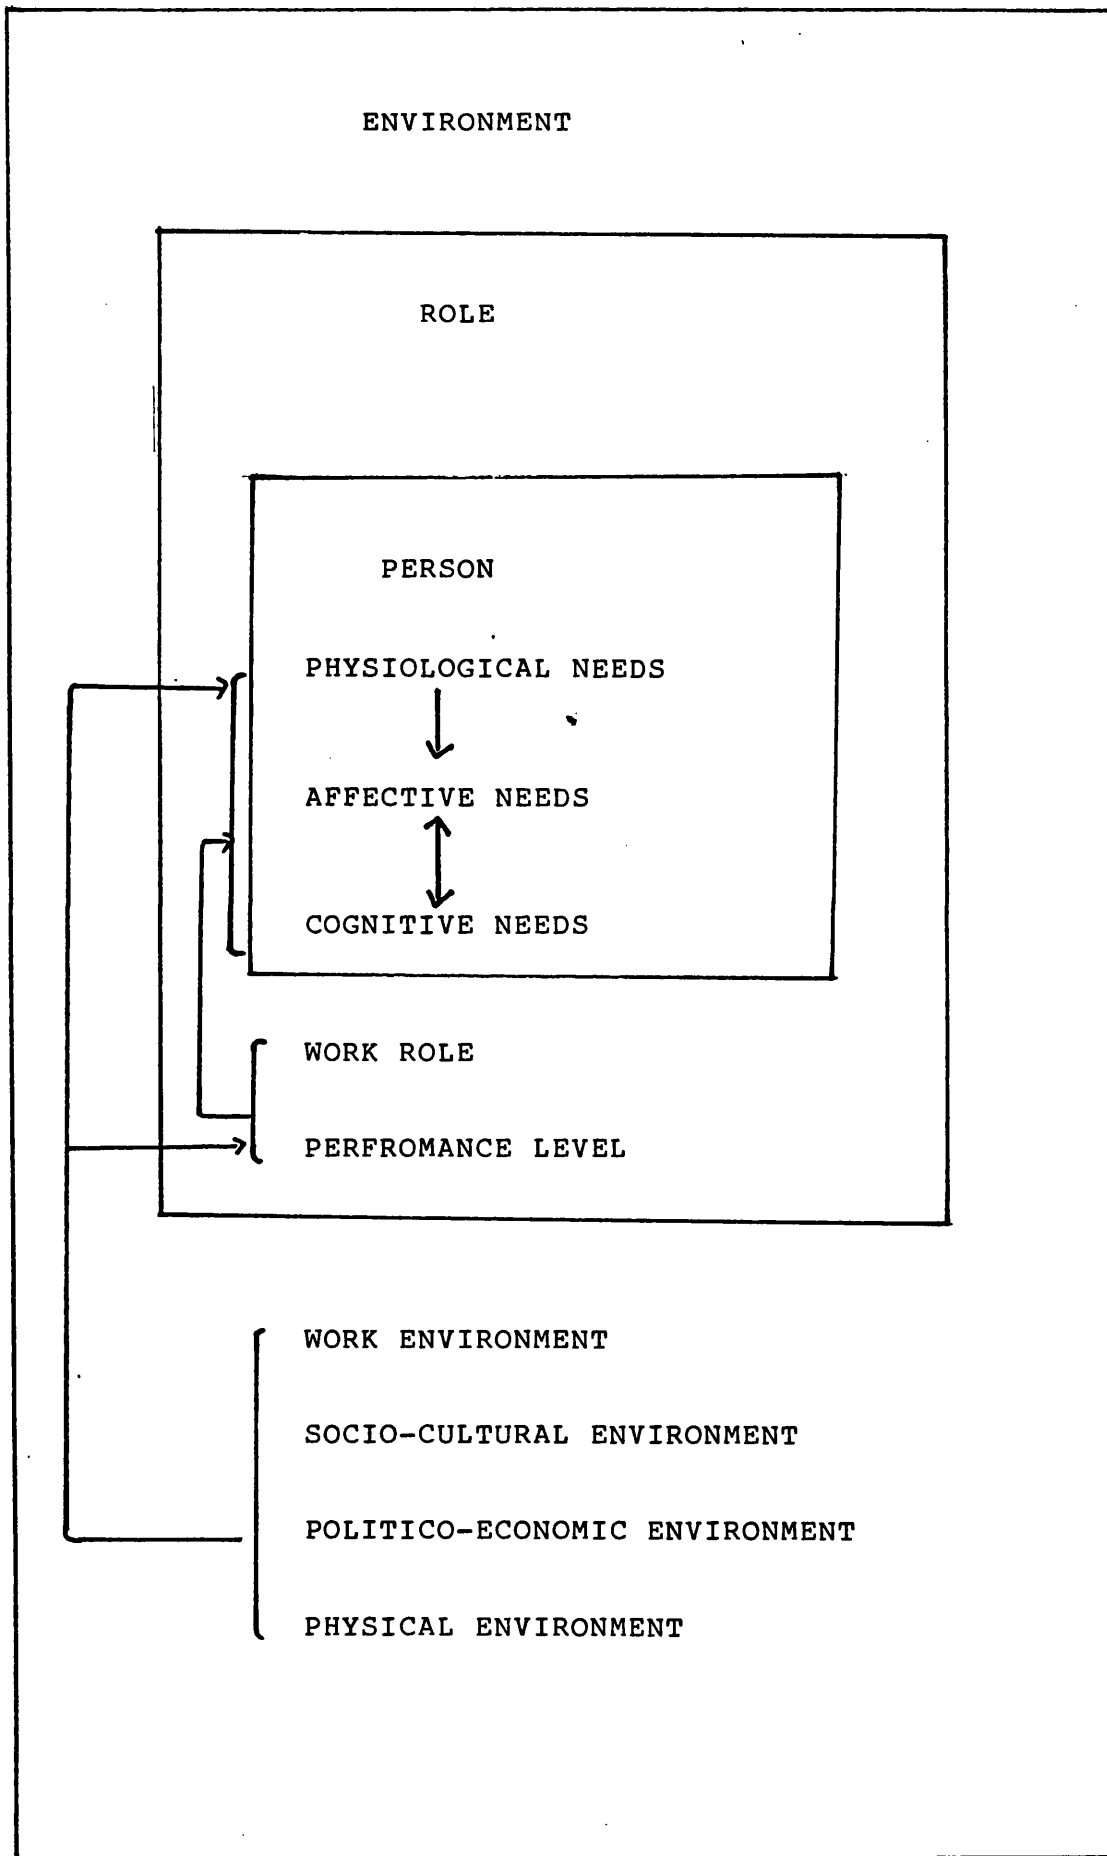 ENVIRONMENT
ROLE
PERSON
PHYSIOLOGICAL NEEDS
AFFECTIVE NEEDS
COGNITIVE NEEDS
WORK ROLE
PERFROMANCE LEVEL
WORK ENVIRONMENT
SOCIO-CULTURAL ENVIRONMENT
POLITICO-ECONOMIC ENVIRONMENT
PHYSICAL ENVIRONMENT